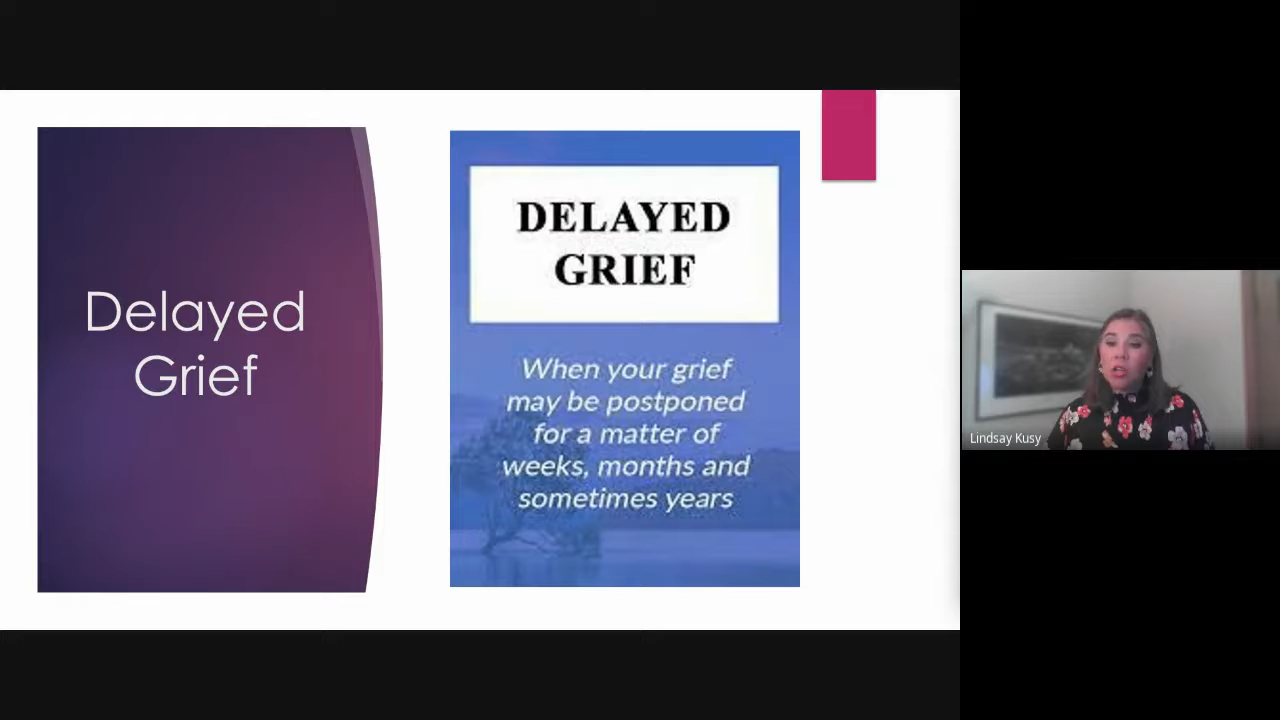 Delayed
Grief
DELAYED
GRIEF
When your grief
may be postponed
for a matter of
weeks, months and
sometimes years
Lindsay Kusy